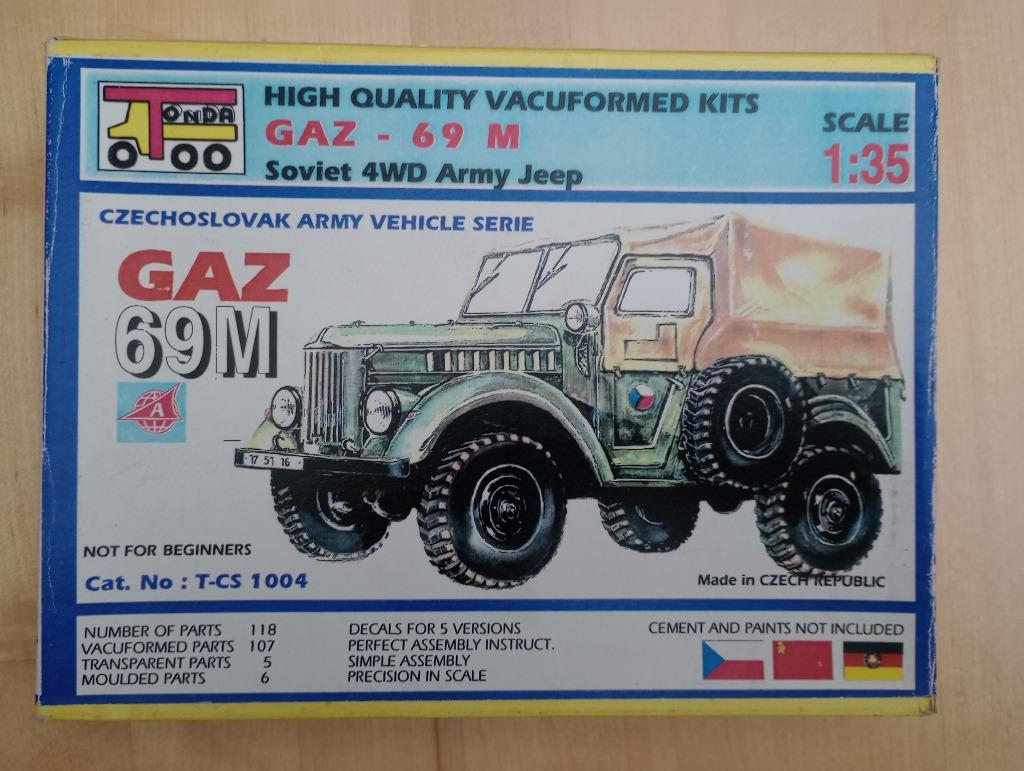 TONDA
HIGH QUALITY VACUFORMED KITS
GAZ - 69 M
Soviet 4WD Army Jeep
SCALE
1:35
CZECHOSLOVAK ARMY VEHICLE SERIE
GAZ
69M
A
· 17 51 16 ·
NOT FOR BEGINNERS
Cat. No : T-CS 1004
Made in CZECH REPUBLIC
NUMBER OF PARTS 118
VACUFORMED PARTS 107
TRANSPARENT PARTS 5
MOULDED PARTS 6
DECALS FOR 5 VERSIONS
PERFECT ASSEMBLY INSTRUCT.
SIMPLE ASSEMBLY
PRECISION IN SCALE
CEMENT AND PAINTS NOT INCLUDED